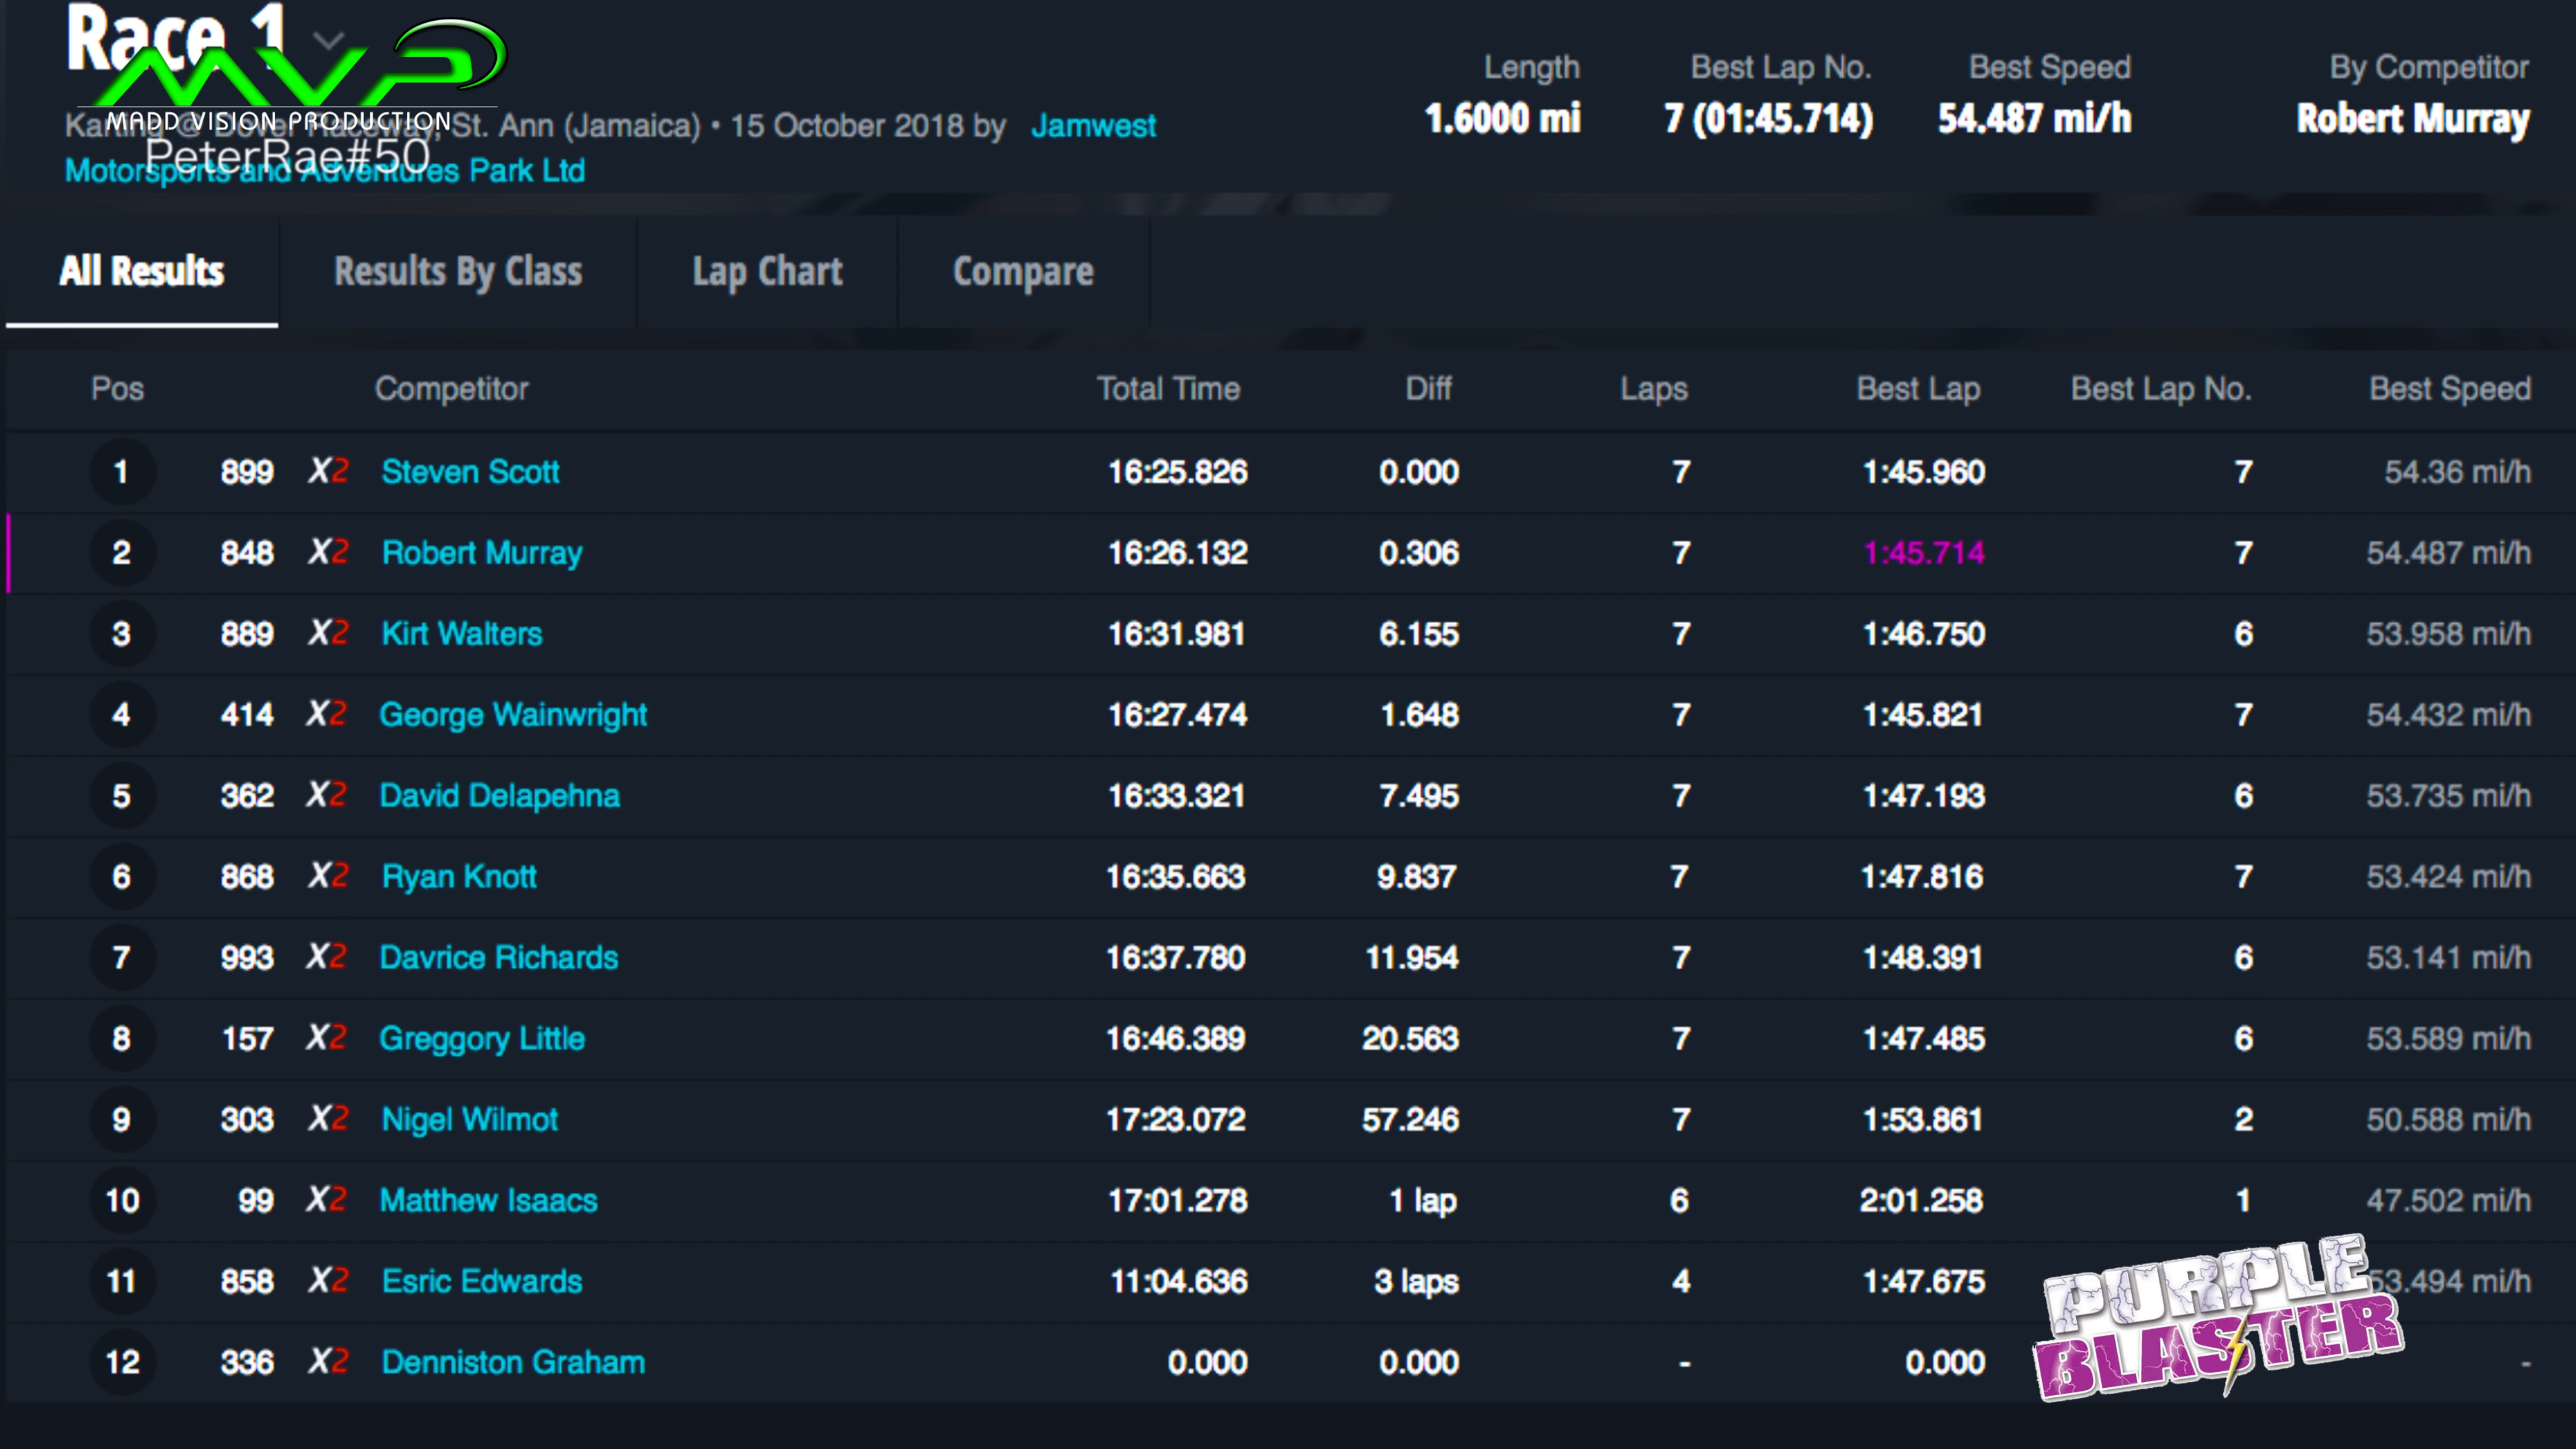 Race 1
MVP
MADD VISION PRODUCTION
PeterRae#50
St. Ann (Jamaica) • 15 October 2018 by Jamwest
Motorsports and Adventures Park Ltd
Length Best Lap No. Best Speed By Competitor
1.6000 mi 7 (01:45.714) 54.487 mi/h Robert Murray
All Results Results By Class Lap Chart Compare
Pos Competitor Total Time Diff Laps Best Lap Best Lap No. Best Speed
1 899 X2 Steven Scott 16:25.826 0.000 7 1:45.960 7 54.36 mi/h
2 848 X2 Robert Murray 16:26.132 0.306 7 1:45.714 7 54.487 mi/h
3 889 X2 Kirt Walters 16:31.981 6.155 7 1:46.750 6 53.958 mi/h
4 414 X2 George Wainwright 16:27.474 1.648 7 1:45.821 7 54.432 mi/h
5 362 X2 David Delapehna 16:33.321 7.495 7 1:47.193 6 53.735 mi/h
6 868 X2 Ryan Knott 16:35.663 9.837 7 1:47.816 7 53.424 mi/h
7 993 X2 Davrice Richards 16:37.780 11.954 7 1:48.391 6 53.141 mi/h
8 157 X2 Greggory Little 16:46.389 20.563 7 1:47.485 6 53.589 mi/h
9 303 X2 Nigel Wilmot 17:23.072 57.246 7 1:53.861 2 50.588 mi/h
10 99 X2 Matthew Isaacs 17:01.278 1 lap 6 2:01.258 1 47.502 mi/h
11 858 X2 Esric Edwards 11:04.636 3 laps 4 1:47.675 53.494 mi/h
12 336 X2 Denniston Graham 0.000 0.000 - 0.000 -
PURPLE
BLASTER